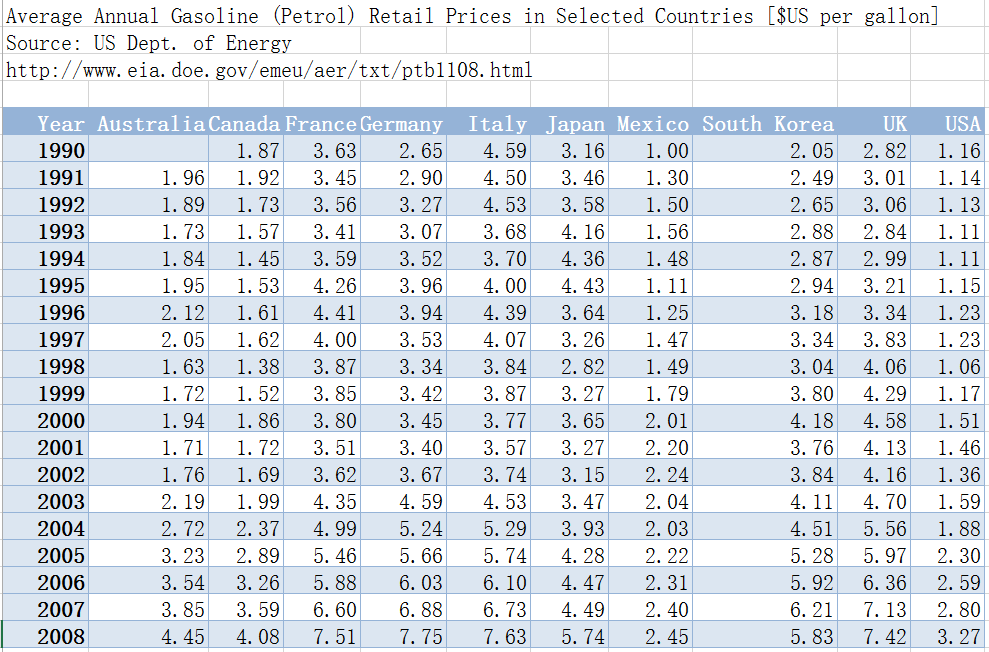 Average Annual Gasoline (Petrol) Retail Prices in Selected Countries [$US per gallon]
Source: US Dept. of Energy
http://www.eia.doe.gov/emeu/aer/txt/ptb1108.html
Year Australia Canada France Germany Italy Japan Mexico South Korea UK USA
1990 1.87 3.63 2.65 4.59 3.16 1.00 2.05 2.82 1.16
1991 1.96 1.92 3.45 2.90 4.50 3.46 1.30 2.49 3.01 1.14
1992 1.89 1.73 3.56 3.27 4.53 3.58 1.50 2.65 3.06 1.13
1993 1.73 1.57 3.41 3.07 3.68 4.16 1.56 2.88 2.84 1.11
1994 1.84 1.45 3.59 3.52 3.70 4.36 1.48 2.87 2.99 1.11
1995 1.95 1.53 4.26 3.96 4.00 4.43 1.11 2.94 3.21 1.15
1996 2.12 1.61 4.41 3.94 4.39 3.64 1.25 3.18 3.34 1.23
1997 2.05 1.62 4.00 3.53 4.07 3.26 1.47 3.34 3.83 1.23
1998 1.63 1.38 3.87 3.34 3.84 2.82 1.49 3.04 4.06 1.06
1999 1.72 1.52 3.85 3.42 3.87 3.27 1.79 3.80 4.29 1.17
2000 1.94 1.86 3.80 3.45 3.77 3.65 2.01 4.18 4.58 1.51
2001 1.71 1.72 3.51 3.40 3.57 3.27 2.20 3.76 4.13 1.46
2002 1.76 1.69 3.62 3.67 3.74 3.15 2.24 3.84 4.16 1.36
2003 2.19 1.99 4.35 4.59 4.53 3.47 2.04 4.11 4.70 1.59
2004 2.72 2.37 4.99 5.24 5.29 3.93 2.03 4.51 5.56 1.88
2005 3.23 2.89 5.46 5.66 5.74 4.28 2.22 5.28 5.97 2.30
2006 3.54 3.26 5.88 6.03 6.10 4.47 2.31 5.92 6.36 2.59
2007 3.85 3.59 6.60 6.88 6.73 4.49 2.40 6.21 7.13 2.80
2008 4.45 4.08 7.51 7.75 7.63 5.74 2.45 5.83 7.42 3.27